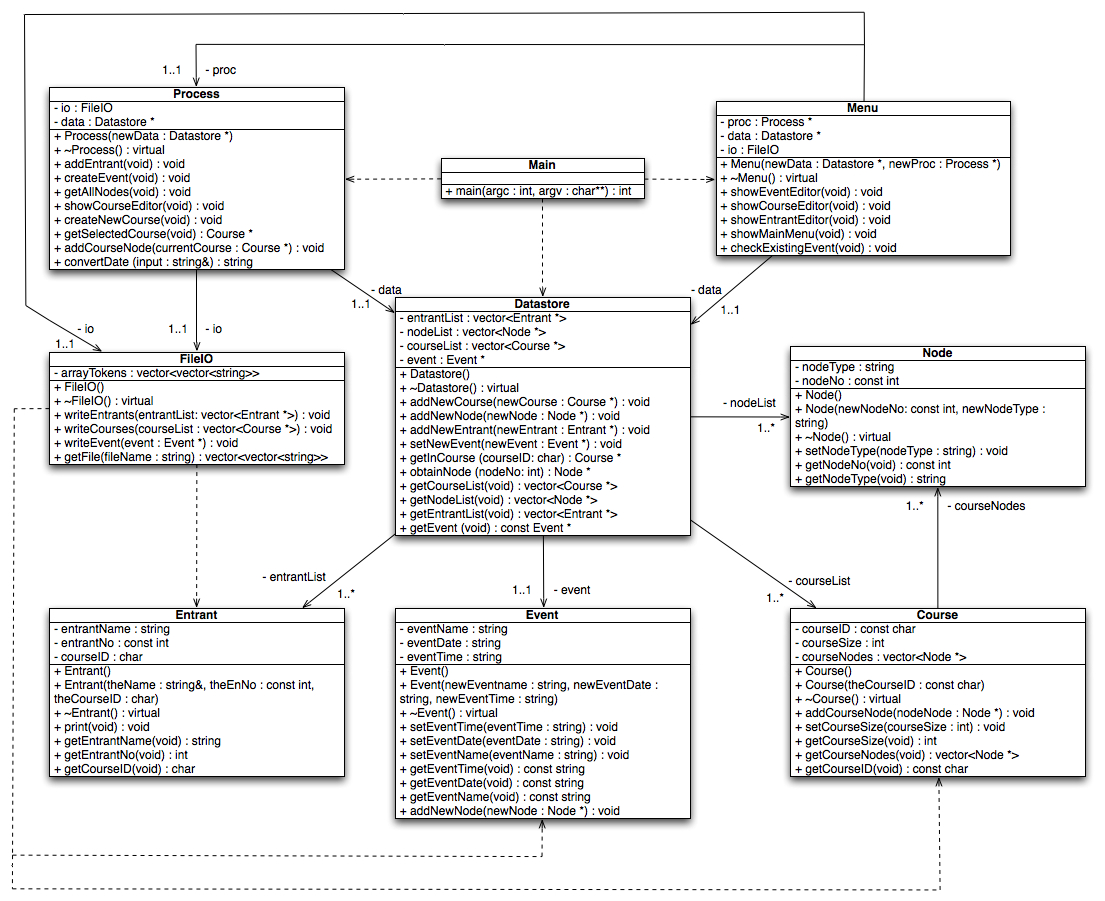 1..1
- proc
Process
- io : FileIO
- data : Datastore *
+ Process(newData : Datastore *)
+ ~Process() : virtual
+ addEntrant(void) : void
+ createEvent(void) : void
+ getAllNodes(void) : void
+ showCourseEditor(void) : void
+ createNewCourse(void) : void
+ getSelectedCourse(void) : Course *
+ addCourseNode(currentCourse : Course *) : void
+ convertDate (input : string&) : string
Main
+ main(argc : int, argv : char**) : int
Menu
- proc : Process *
- data : Datastore *
- io : FileIO
+ Menu(newData : Datastore *, newProc : Process *)
+ ~Menu() : virtual
+ showEventEditor(void) : void
+ showCourseEditor(void) : void
+ showEntrantEditor(void) : void
+ showMainMenu(void) : void
+ checkExistingEvent(void) : void
- data
1..1
- data
1..1
- io
1..1
1..1
- io
FileIO
- arrayTokens : vector<vector<string>>
+ FileIO()
+ ~FileIO() : virtual
+ writeEntrants(entrantList: vector<Entrant *>) : void
+ writeCourses(courseList : vector<Course *>) : void
+ writeEvent(event : Event *) : void
+ getFile(fileName : string) : vector<vector<string>>
Datastore
- entrantList : vector<Entrant *>
- nodeList : vector<Node *>
- courseList : vector<Course *>
- event : Event *
+ Datastore()
+ ~Datastore() : virtual
+ addNewCourse(newCourse : Course *) : void
+ addNewNode(newNode : Node *) : void
+ addNewEntrant(newEntrant : Entrant *) : void
+ setNewEvent(newEvent : Event *) : void
+ getInCourse (courseID: char) : Course *
+ obtainNode (nodeNo: int) : Node *
+ getCourseList(void) : vector<Course *>
+ getNodeList(void) : vector<Node *>
+ getEntrantList(void) : vector<Entrant *>
+ getEvent (void) : const Event *
- nodeList
1..*
Node
- nodeType : string
- nodeNo : const int
+ Node()
+ Node(newNodeNo: const int, newNodeType :
string)
+ ~Node() : virtual
+ setNodeType(nodeType : string) : void
+ getNodeNo(void) : const int
+ getNodeType(void) : string
1..*
- courseNodes
- entrantList
1..*
1..1
- event
- courseList
1..*
Entrant
- entrantName : string
- entrantNo : const int
- courseID : char
+ Entrant()
+ Entrant(theName : string&, theEnNo : const int,
theCourseID : char)
+ ~Entrant() : virtual
+ print(void) : void
+ getEntrantName(void) : string
+ getEntrantNo(void) : int
+ getCourseID(void) : char
Event
- eventName : string
- eventDate : string
- eventTime : string
+ Event()
+ Event(newEventname : string, newEventDate :
string, newEventTime : string)
+ ~Event() : virtual
+ setEventTime(eventTime : string) : void
+ setEventDate(eventDate : string) : void
+ setEventName(eventName : string) : void
+ getEventTime(void) : const string
+ getEventDate(void) : const string
+ getEventName(void) : const string
+ addNewNode(newNode : Node *) : void
Course
- courseID : const char
- courseSize : int
- courseNodes : vector<Node *>
+ Course()
+ Course(theCourseID : const char)
+ ~Course() : virtual
+ addCourseNode(nodeNode : Node *) : void
+ setCourseSize(courseSize : int) : void
+ getCourseSize(void) : int
+ getCourseNodes(void) : vector<Node *>
+ getCourseID(void) : const char